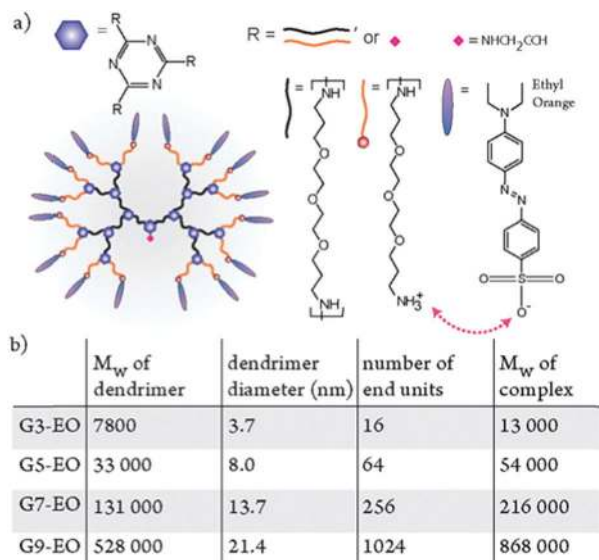 a)
R = ' or = NHCH2CCH
=
R
N N
R N R
= = = Ethyl
Orange
NH NH N
O O
O O
O O
N=N
NH NH3+
O=S=O
O-
b)
MW of dendrimer | dendrimer diameter (nm) | number of end units | MW of complex
G3-EO 7800 3.7 16 13 000
G5-EO 33 000 8.0 64 54 000
G7-EO 131 000 13.7 256 216 000
G9-EO 528 000 21.4 1024 868 000